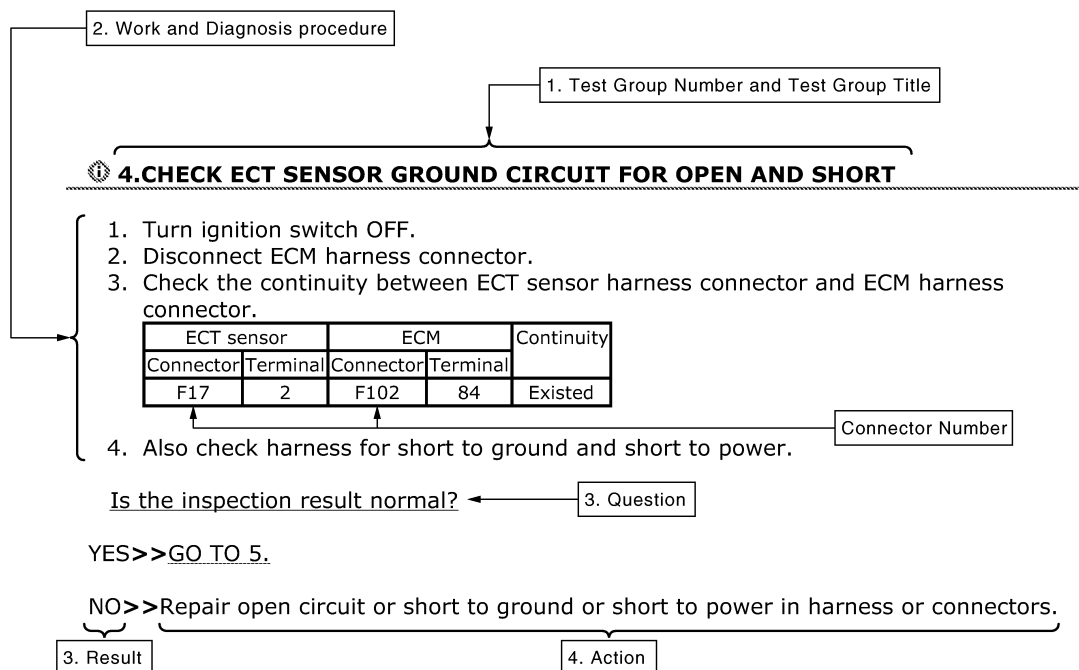 2. Work and Diagnosis procedure
1. Test Group Number and Test Group Title
4.CHECK ECT SENSOR GROUND CIRCUIT FOR OPEN AND SHORT
1. Turn ignition switch OFF.
2. Disconnect ECM harness connector.
3. Check the continuity between ECT sensor harness connector and ECM harness
connector.
ECT sensor ECM Continuity
Connector Terminal Connector Terminal
F17 2 F102 84 Existed
Connector Number
4. Also check harness for short to ground and short to power.
Is the inspection result normal?
3. Question
YES>>GO TO 5.
NO>>Repair open circuit or short to ground or short to power in harness or connectors.
3. Result
4. Action